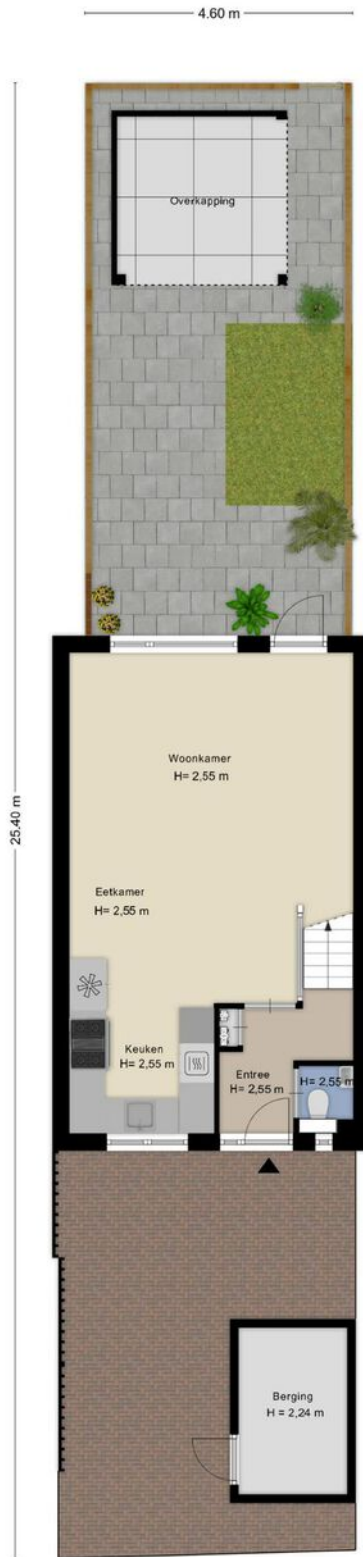 4.60 m
Overkapping
25.40 m
Woonkamer
H= 2,55 m
Eetkamer
H= 2,55 m
Keuken
H= 2,55 m
Entree
H= 2,55 m
H= 2,55 m
Berging
H = 2,24 m